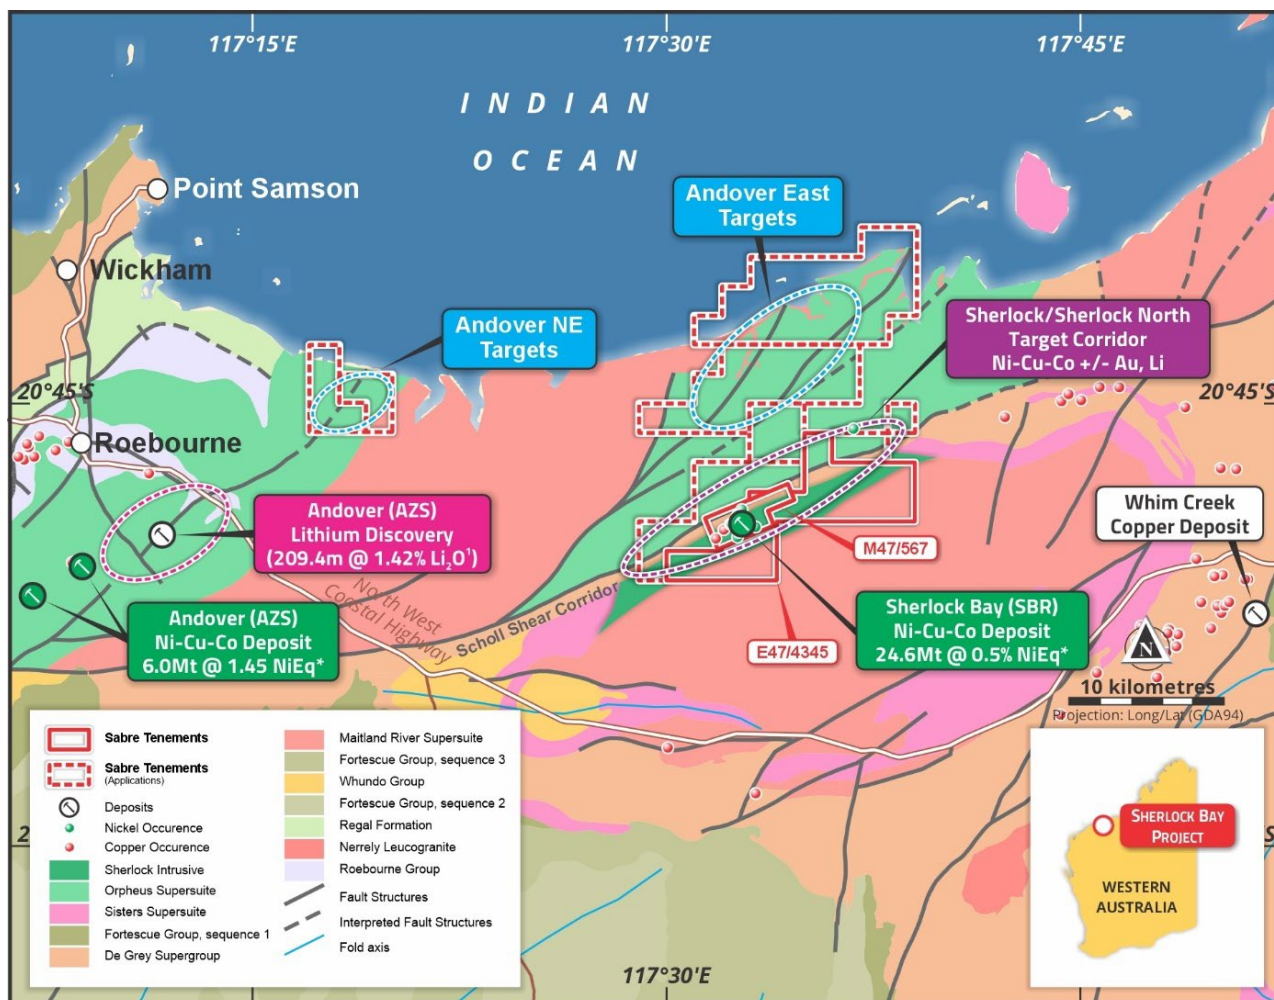 117°15'E
117°30'E
117°45'E
INDIAN
OCEAN
Point Samson
Andover East
Targets
Wickham
Andover NE
Targets
Sherlock/Sherlock North
Target Corridor
Ni-Cu-Co +/- Au, Li
20°45'S
20°45'S
Roebourne
Andover (AZS)
Lithium Discovery
(209.4m @ 1.42% Li₂O¹)
Whim Creek
Copper Deposit
M47/567
North West
Coastal Highway
Scholl Shear Corridor
Andover (AZS)
Ni-Cu-Co Deposit
6.0Mt @ 1.45 NiEq*
Sherlock Bay (SBR)
Ni-Cu-Co Deposit
24.6Mt @ 0.5% NiEq*
E47/4345
N
10 kilometres
Projection: Long/Lat (GDA94)
Sabre Tenements
Sabre Tenements
(Applications)
Deposits
Nickel Occurence
Copper Occurence
Sherlock Intrusive
Orpheus Supersuite
Sisters Supersuite
Fortescue Group, sequence 1
De Grey Supergroup
Maitland River Supersuite
Fortescue Group, sequence 3
Whundo Group
Fortescue Group, sequence 2
Regal Formation
Nerrely Leucogranite
Roebourne Group
Fault Structures
Interpreted Fault Structures
Fold axis
SHERLOCK BAY
PROJECT
WESTERN
AUSTRALIA
117°30'E